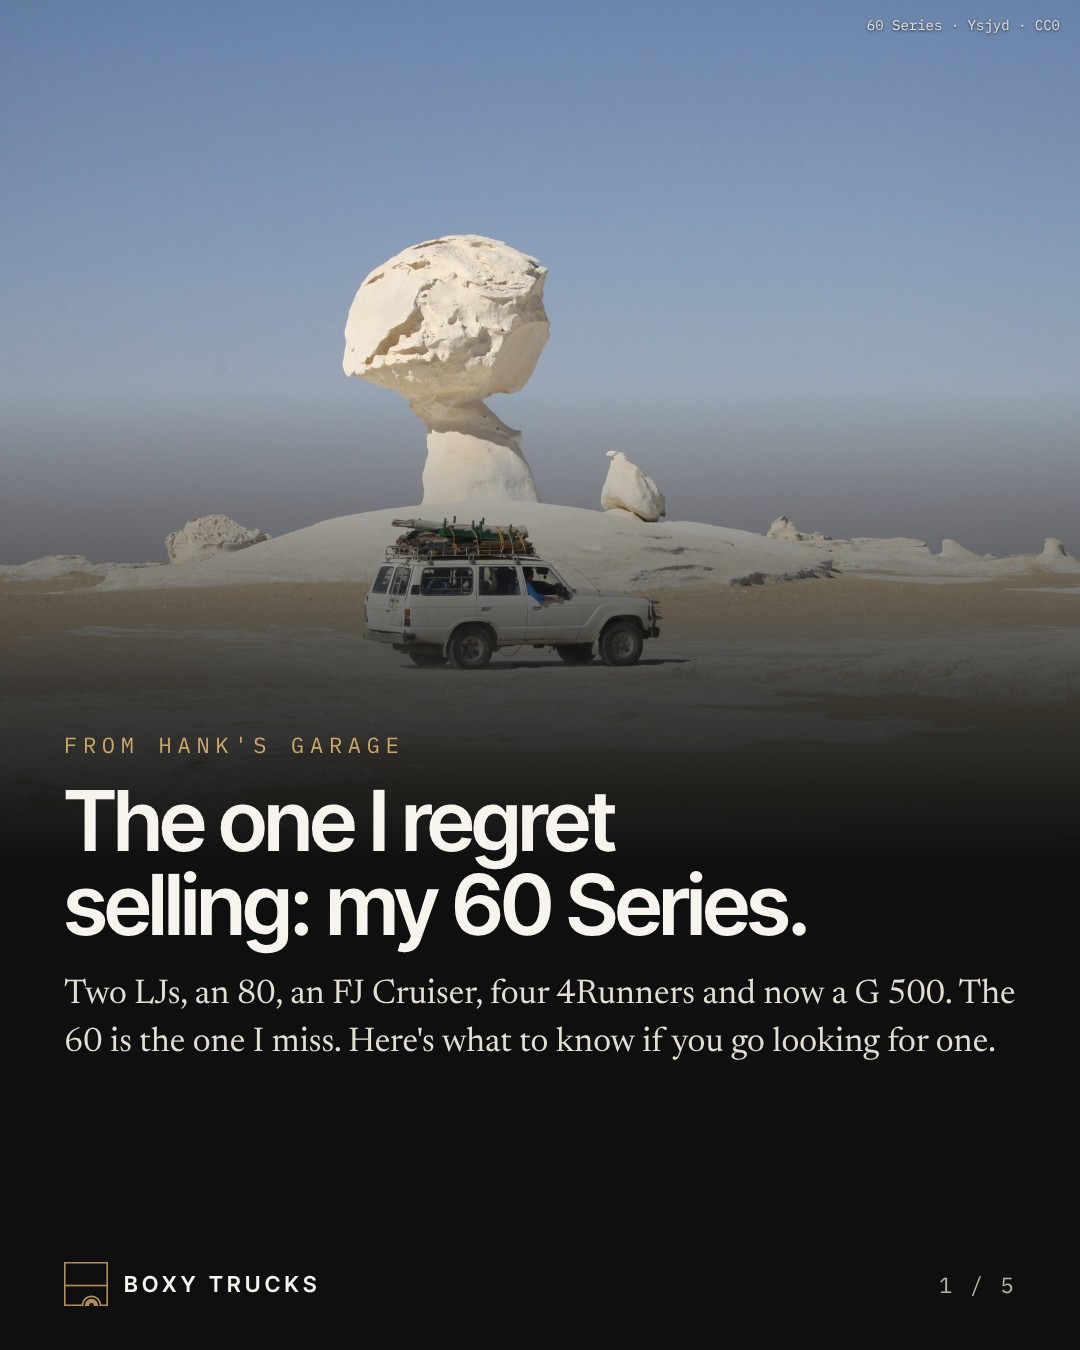 60 Series · Ysjyd · CC0
FROM HANK'S GARAGE
The one I regret
selling: my 60 Series.
Two LJs, an 80, an FJ Cruiser, four 4Runners and now a G 500. The
60 is the one I miss. Here's what to know if you go looking for one.
BOXY TRUCKS
1 / 5